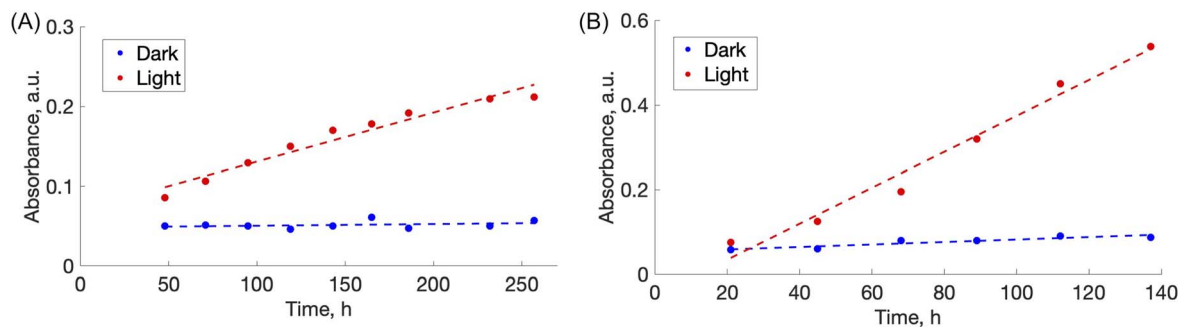 (A)
0.3
0.2
0.1
0
Absorbance, a.u.
Dark
Light
0 50 100 150 200 250
Time, h
(B)
0.6
0.4
0.2
0
Absorbance, a.u.
Dark
Light
0 20 40 60 80 100 120 140
Time, h